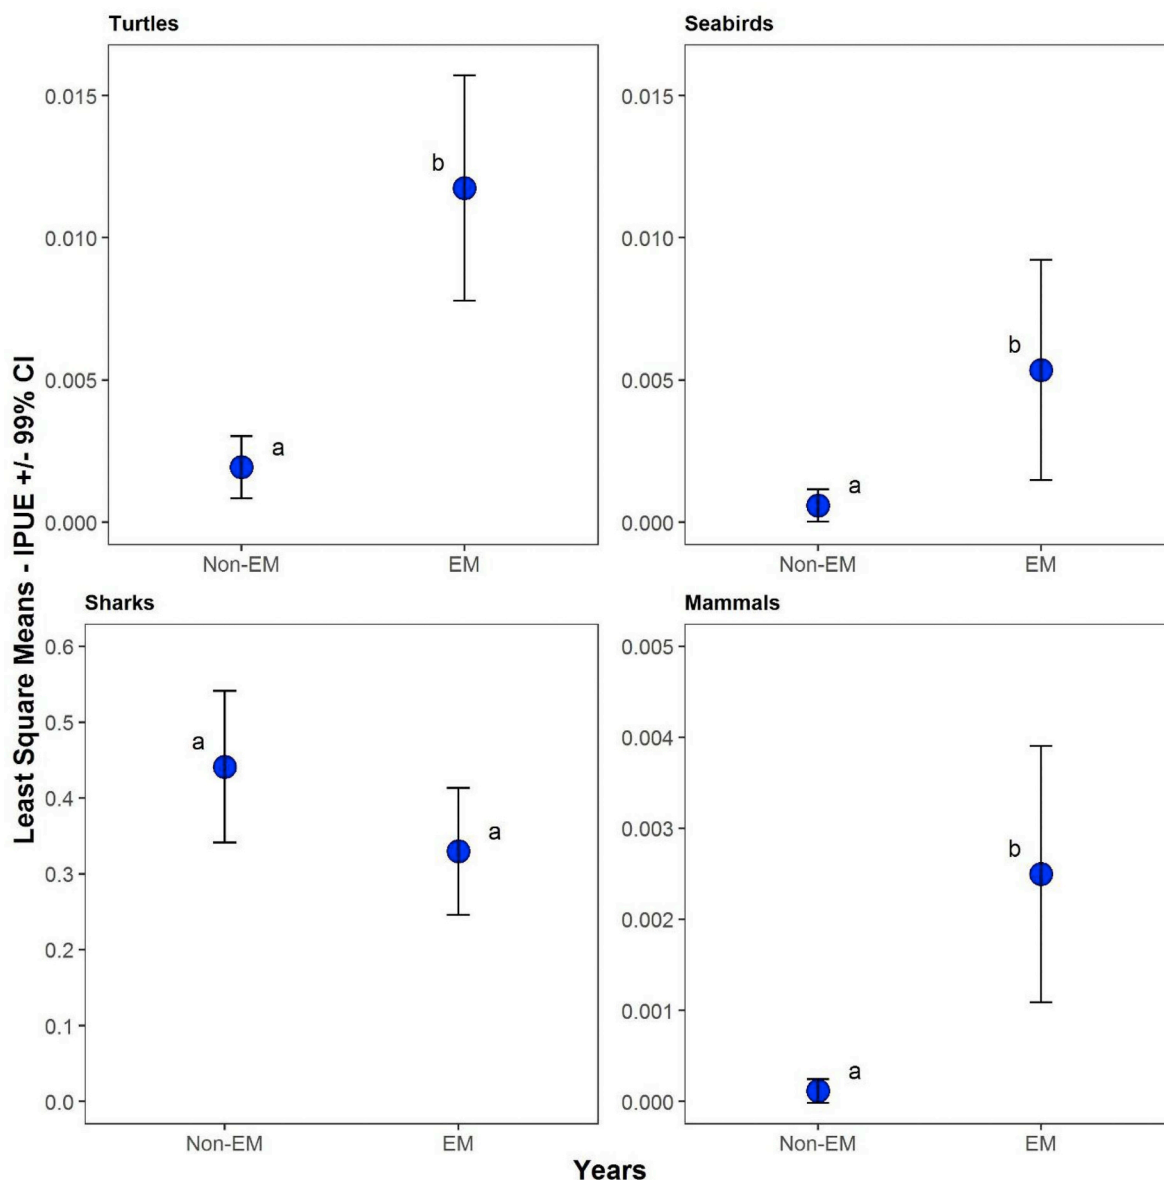 Turtles
0.015
0.010
0.005
0.000
b
a
Non-EM
EM
Seabirds
0.015
0.010
0.005
0.000
b
a
Non-EM
EM
Least Square Means - IPUE +/- 99% CI
Sharks
0.6
0.5
0.4
0.3
0.2
0.1
0.0
a
a
Non-EM
EM
Mammals
0.005
0.004
0.003
0.002
0.001
0.000
b
a
Non-EM
EM
Years